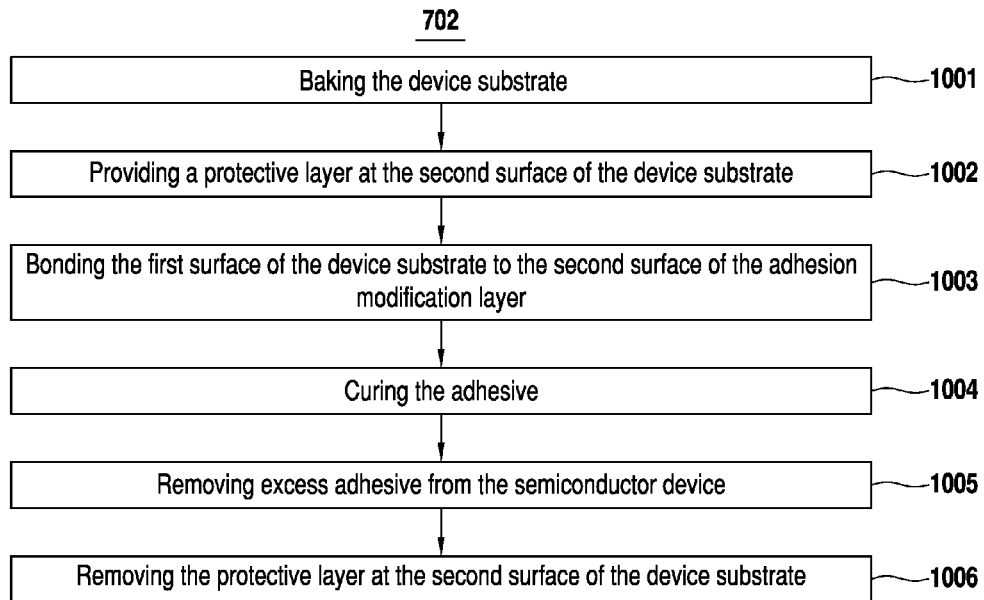 702
Baking the device substrate
1001
Providing a protective layer at the second surface of the device substrate
1002
Bonding the first surface of the device substrate to the second surface of the adhesion
modification layer
1003
Curing the adhesive
1004
Removing excess adhesive from the semiconductor device
1005
Removing the protective layer at the second surface of the device substrate
1006